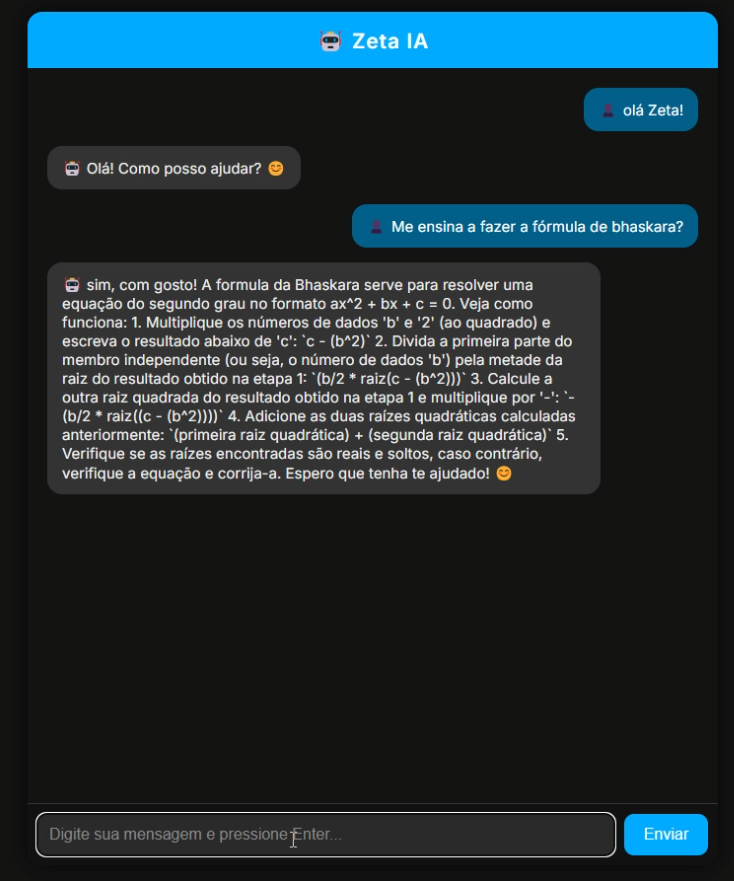 Zeta IA
olá Zeta!
Olá! Como posso ajudar? 😊
Me ensina a fazer a fórmula de bhaskara?
sim, com gosto! A formula da Bhaskara serve para resolver uma
equação do segundo grau no formato ax^2 + bx + c = 0. Veja como
funciona: 1. Multiplique os números de dados 'b' e '2' (ao quadrado) e
escreva o resultado abaixo de 'c': `c - (b^2)` 2. Divida a primeira parte do
membro independente (ou seja, o número de dados 'b') pela metade da
raiz do resultado obtido na etapa 1: `(b/2 * raiz(c - (b^2)))` 3. Calcule a
outra raiz quadrada do resultado obtido na etapa 1 e multiplique por '-': `-
(b/2 * raiz((c - (b^2))))` 4. Adicione as duas raízes quadráticas calculadas
anteriormente: `(primeira raiz quadrática) + (segunda raiz quadrática)` 5.
Verifique se as raízes encontradas são reais e soltos, caso contrário,
verifique a equação e corrija-a. Espero que tenha te ajudado! 😊
Digite sua mensagem e pressione Enter...
Enviar